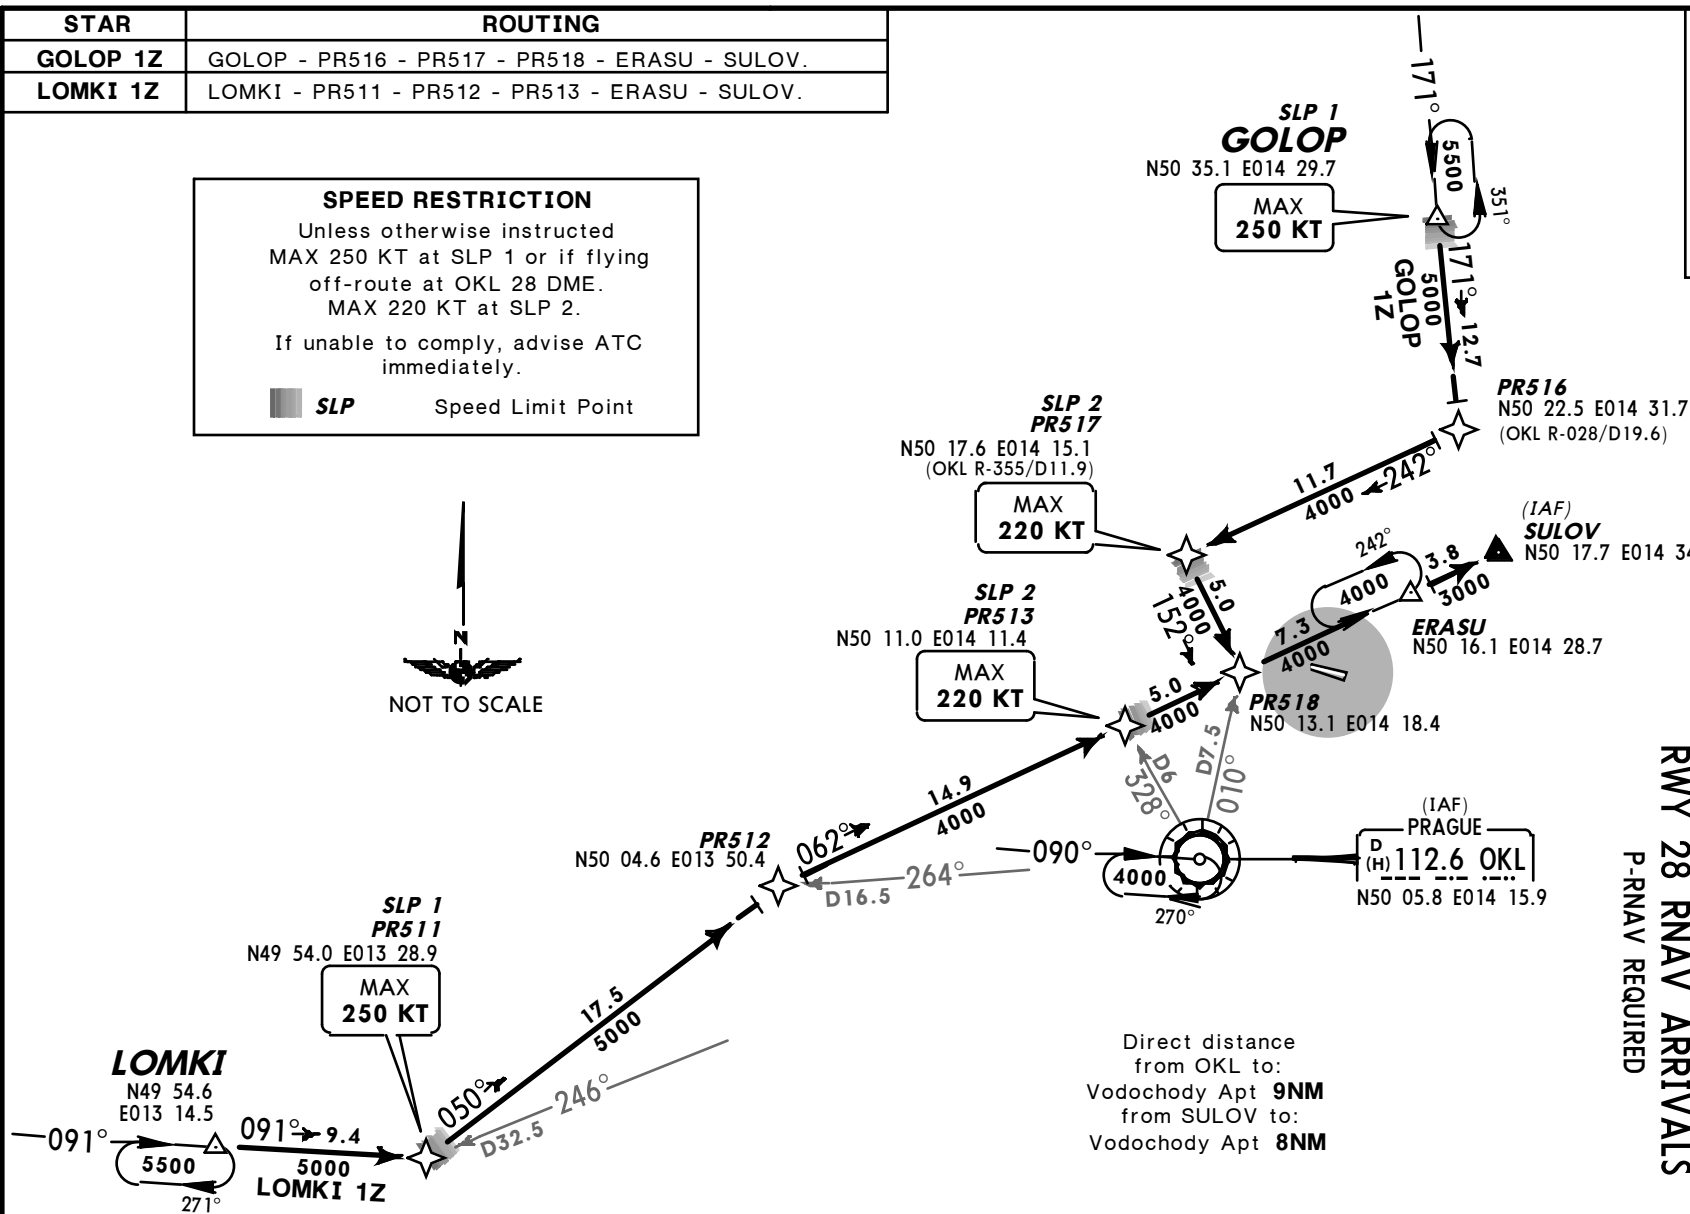 STAR ROUTING
GOLOP 1Z GOLOP - PR516 - PR517 - PR518 - ERASU - SULOV.
LOMKI 1Z LOMKI - PR511 - PR512 - PR513 - ERASU - SULOV.
SPEED RESTRICTION
Unless otherwise instructed
MAX 250 KT at SLP 1 or if flying
off-route at OKL 28 DME.
MAX 220 KT at SLP 2.
If unable to comply, advise ATC
immediately.
SLP Speed Limit Point
N
NOT TO SCALE
171°
SLP 1
GOLOP
N50 35.1 E014 29.7
MAX
250 KT
5500
351°
171°
12.7
5000
GOLOP
1Z
PR516
N50 22.5 E014 31.7
(OKL R-028/D19.6)
11.7
242°
4000
SLP 2
PR517
N50 17.6 E014 15.1
(OKL R-355/D11.9)
MAX
220 KT
5.0
4000
152°
(IAF)
SULOV
N50 17.7 E014 34
242°
4000
3.8
3000
ERASU
N50 16.1 E014 28.7
7.3
4000
SLP 2
PR513
N50 11.0 E014 11.4
MAX
220 KT
5.0
4000
PR518
N50 13.1 E014 18.4
D7.5
010°
D6
328°
14.9
4000
062°
PR512
N50 04.6 E013 50.4
264°
D16.5
090°
4000
270°
(IAF)
PRAGUE
D
(H) 112.6 OKL
N50 05.8 E014 15.9
SLP 1
PR511
N49 54.0 E013 28.9
MAX
250 KT
17.5
5000
050°
246°
D32.5
LOMKI
N49 54.6
E013 14.5
091°
5500
271°
091°
9.4
5000
LOMKI 1Z
Direct distance
from OKL to:
Vodochody Apt 9NM
from SULOV to:
Vodochody Apt 8NM
RWY 28 RNAV ARRIVALS
P-RNAV REQUIRED